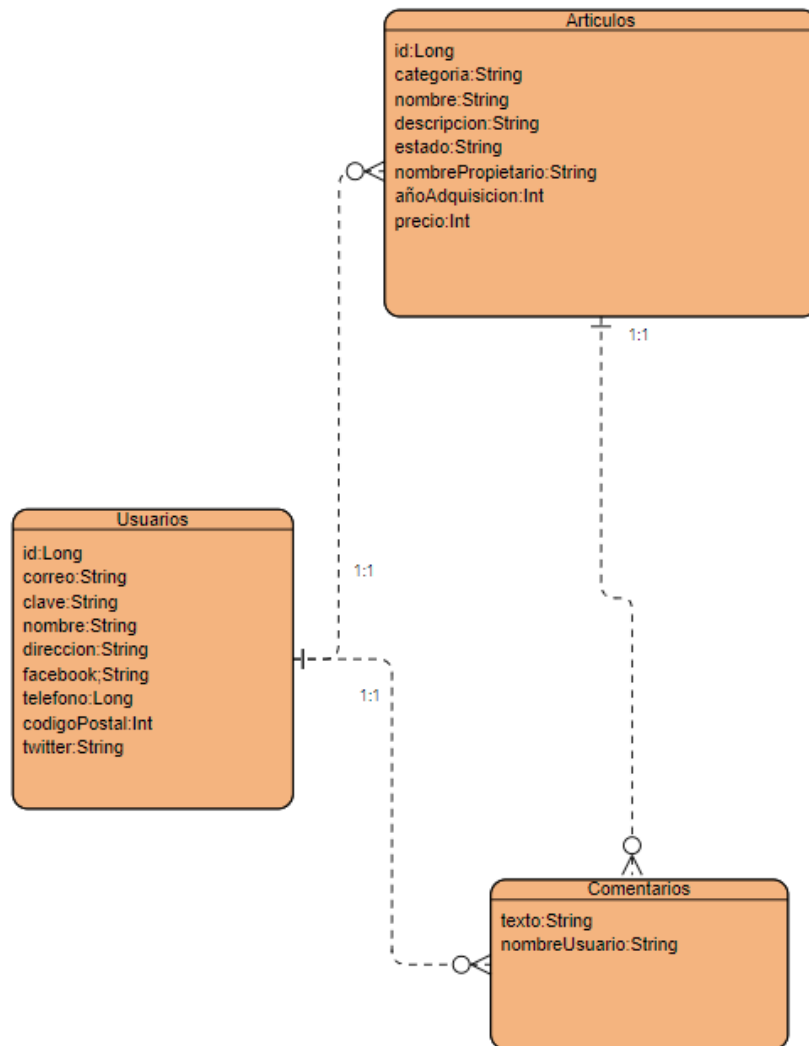 Articulos
id:Long
categoria:String
nombre:String
descripcion:String
estado:String
nombrePropietario:String
añoAdquisicion:Int
precio:Int
1:1
Usuarios
id:Long
correo:String
clave:String
nombre:String
direccion:String
facebook;String
telefono:Long
codigoPostal:Int
twitter:String
1:1
1:1
Comentarios
texto:String
nombreUsuario:String